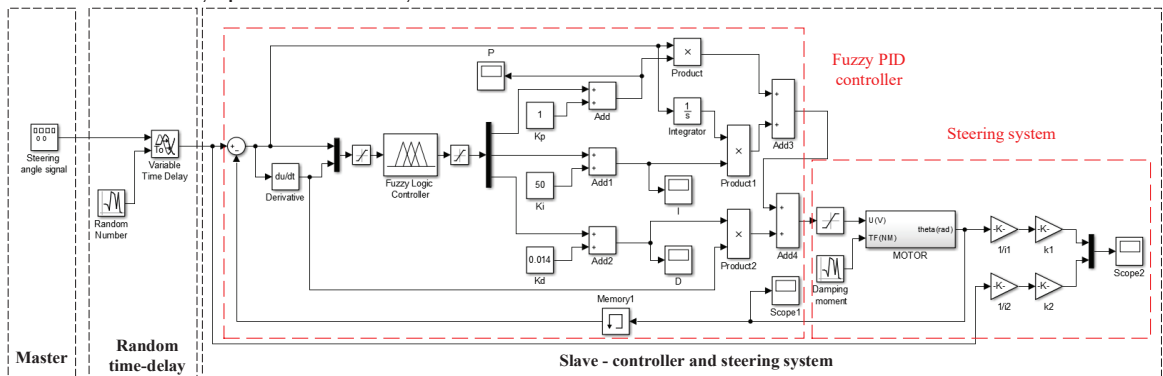 P
×
Product
Fuzzy PID
controller
Add
1
Kp
1
s
Integrator
Add3
Steering system
Steering
angle signal
To
Variable
Time Delay
du/dt
Derivative
Fuzzy Logic
Controller
×
Product1
50
Ki
Add1
I
Random
Number
0.014
Kd
Add2
D
×
Product2
Add4
U(V)
TF(NM)
theta(rad)
MOTOR
-K-
1/i1
-K-
k1
Scope2
Damping
moment
-K-
1/i2
-K-
k2
Memory1
Scope1
Master
Random
time-delay
Slave - controller and steering system